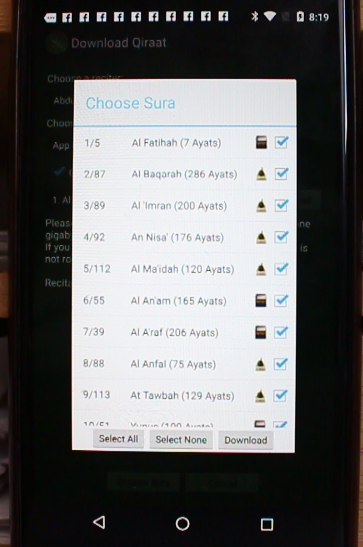 8:19
Download Qiraat
Choose a reciter
Abdu
Choo
App
1. Al
Pleas
ne
gigab
If you
is
not ro
Recita
Choose Sura
1/5 Al Fatihah (7 Ayats)
2/87 Al Baqarah (286 Ayats)
3/89 Al 'Imran (200 Ayats)
4/92 An Nisa' (176 Ayats)
5/112 Al Ma'idah (120 Ayats)
6/55 Al An'am (165 Ayats)
7/39 Al A'raf (206 Ayats)
8/88 Al Anfal (75 Ayats)
9/113 At Tawbah (129 Ayats)
10/51 Yunus (109 Ayats)
Select All Select None Download